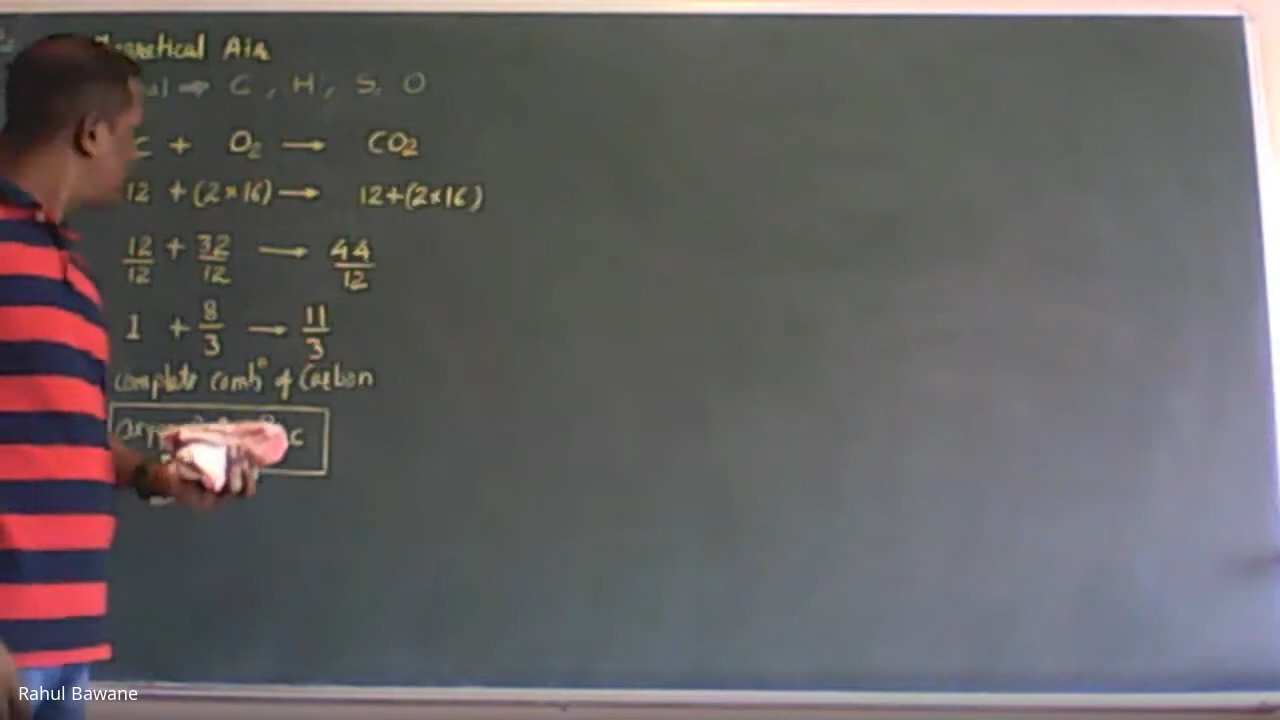 Theoretical Air
⇒ C , H, S, O
C + O₂ → CO₂
12 + (2×16) → 12+(2×16)
12/12 + 32/12 → 44/12
1 + 8/3 → 11/3
complete combⁿ of Carbon
C
Rahul Bawane